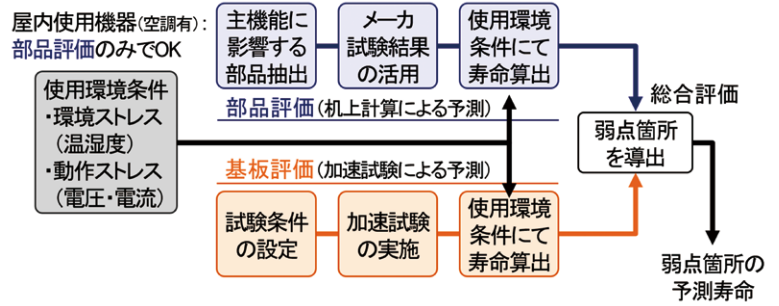 屋内使用機器(空調有):
部品評価のみでOK
主機能に
影響する
部品抽出
メーカ
試験結果
の活用
使用環境
条件にて
寿命算出
使用環境条件
・環境ストレス
(温湿度)
・動作ストレス
(電圧・電流)
部品評価(机上計算による予測)
基板評価(加速試験による予測)
試験条件
の設定
加速試験
の実施
使用環境
条件にて
寿命算出
総合評価
弱点箇所
を導出
弱点箇所の
予測寿命